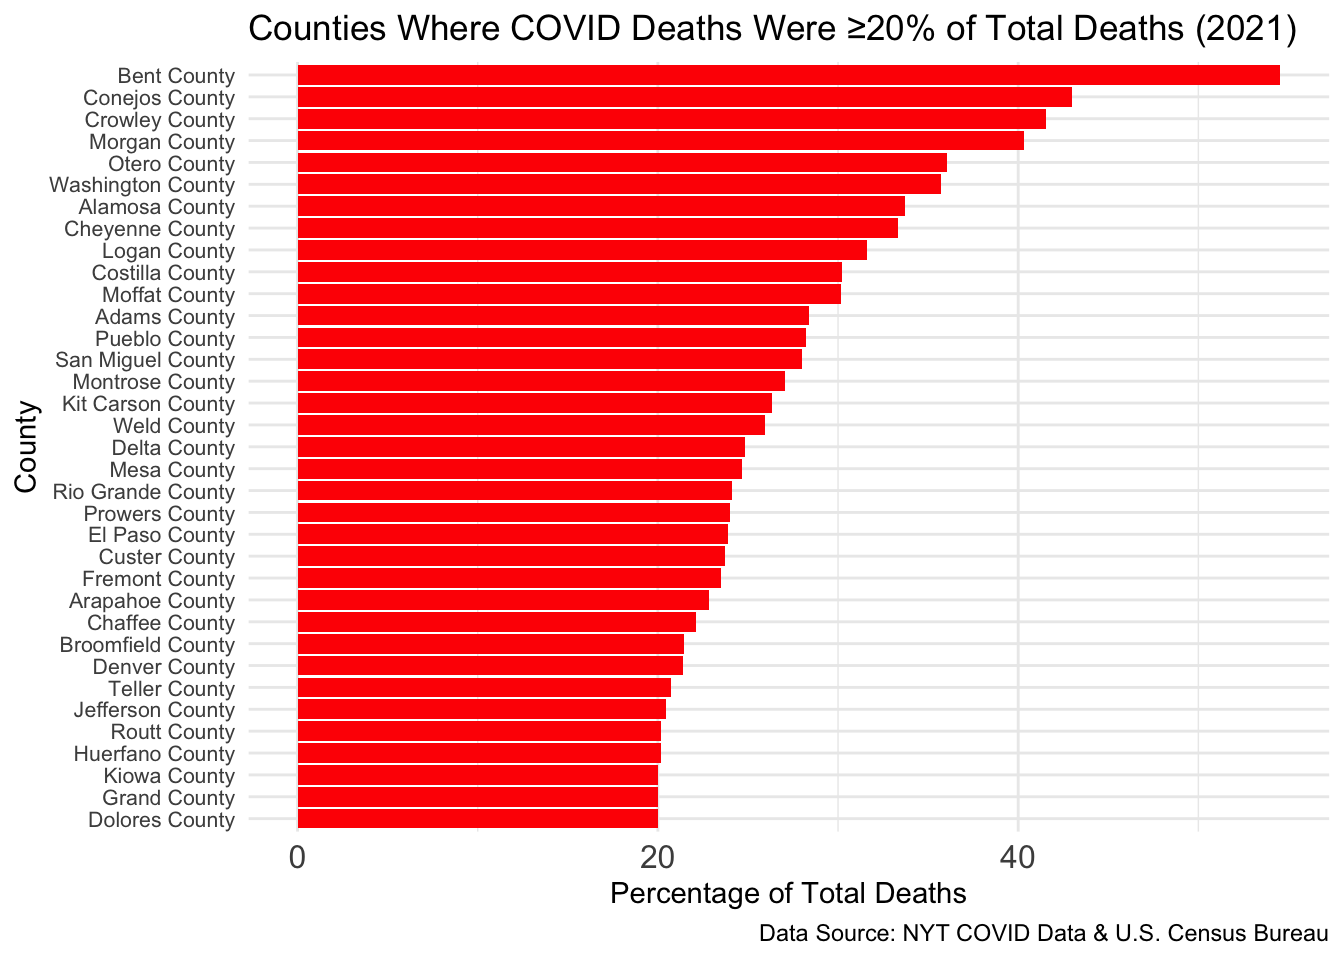 Counties Where COVID Deaths Were ≥20% of Total Deaths (2021)
Bent County
Conejos County
Crowley County
Morgan County
Otero County
Washington County
Alamosa County
Cheyenne County
Logan County
Costilla County
Moffat County
Adams County
Pueblo County
San Miguel County
Montrose County
Kit Carson County
Weld County
Delta County
Mesa County
Rio Grande County
Prowers County
El Paso County
Custer County
Fremont County
Arapahoe County
Chaffee County
Broomfield County
Denver County
Teller County
Jefferson County
Routt County
Huerfano County
Kiowa County
Grand County
Dolores County
County
0 20 40
Percentage of Total Deaths
Data Source: NYT COVID Data & U.S. Census Bureau